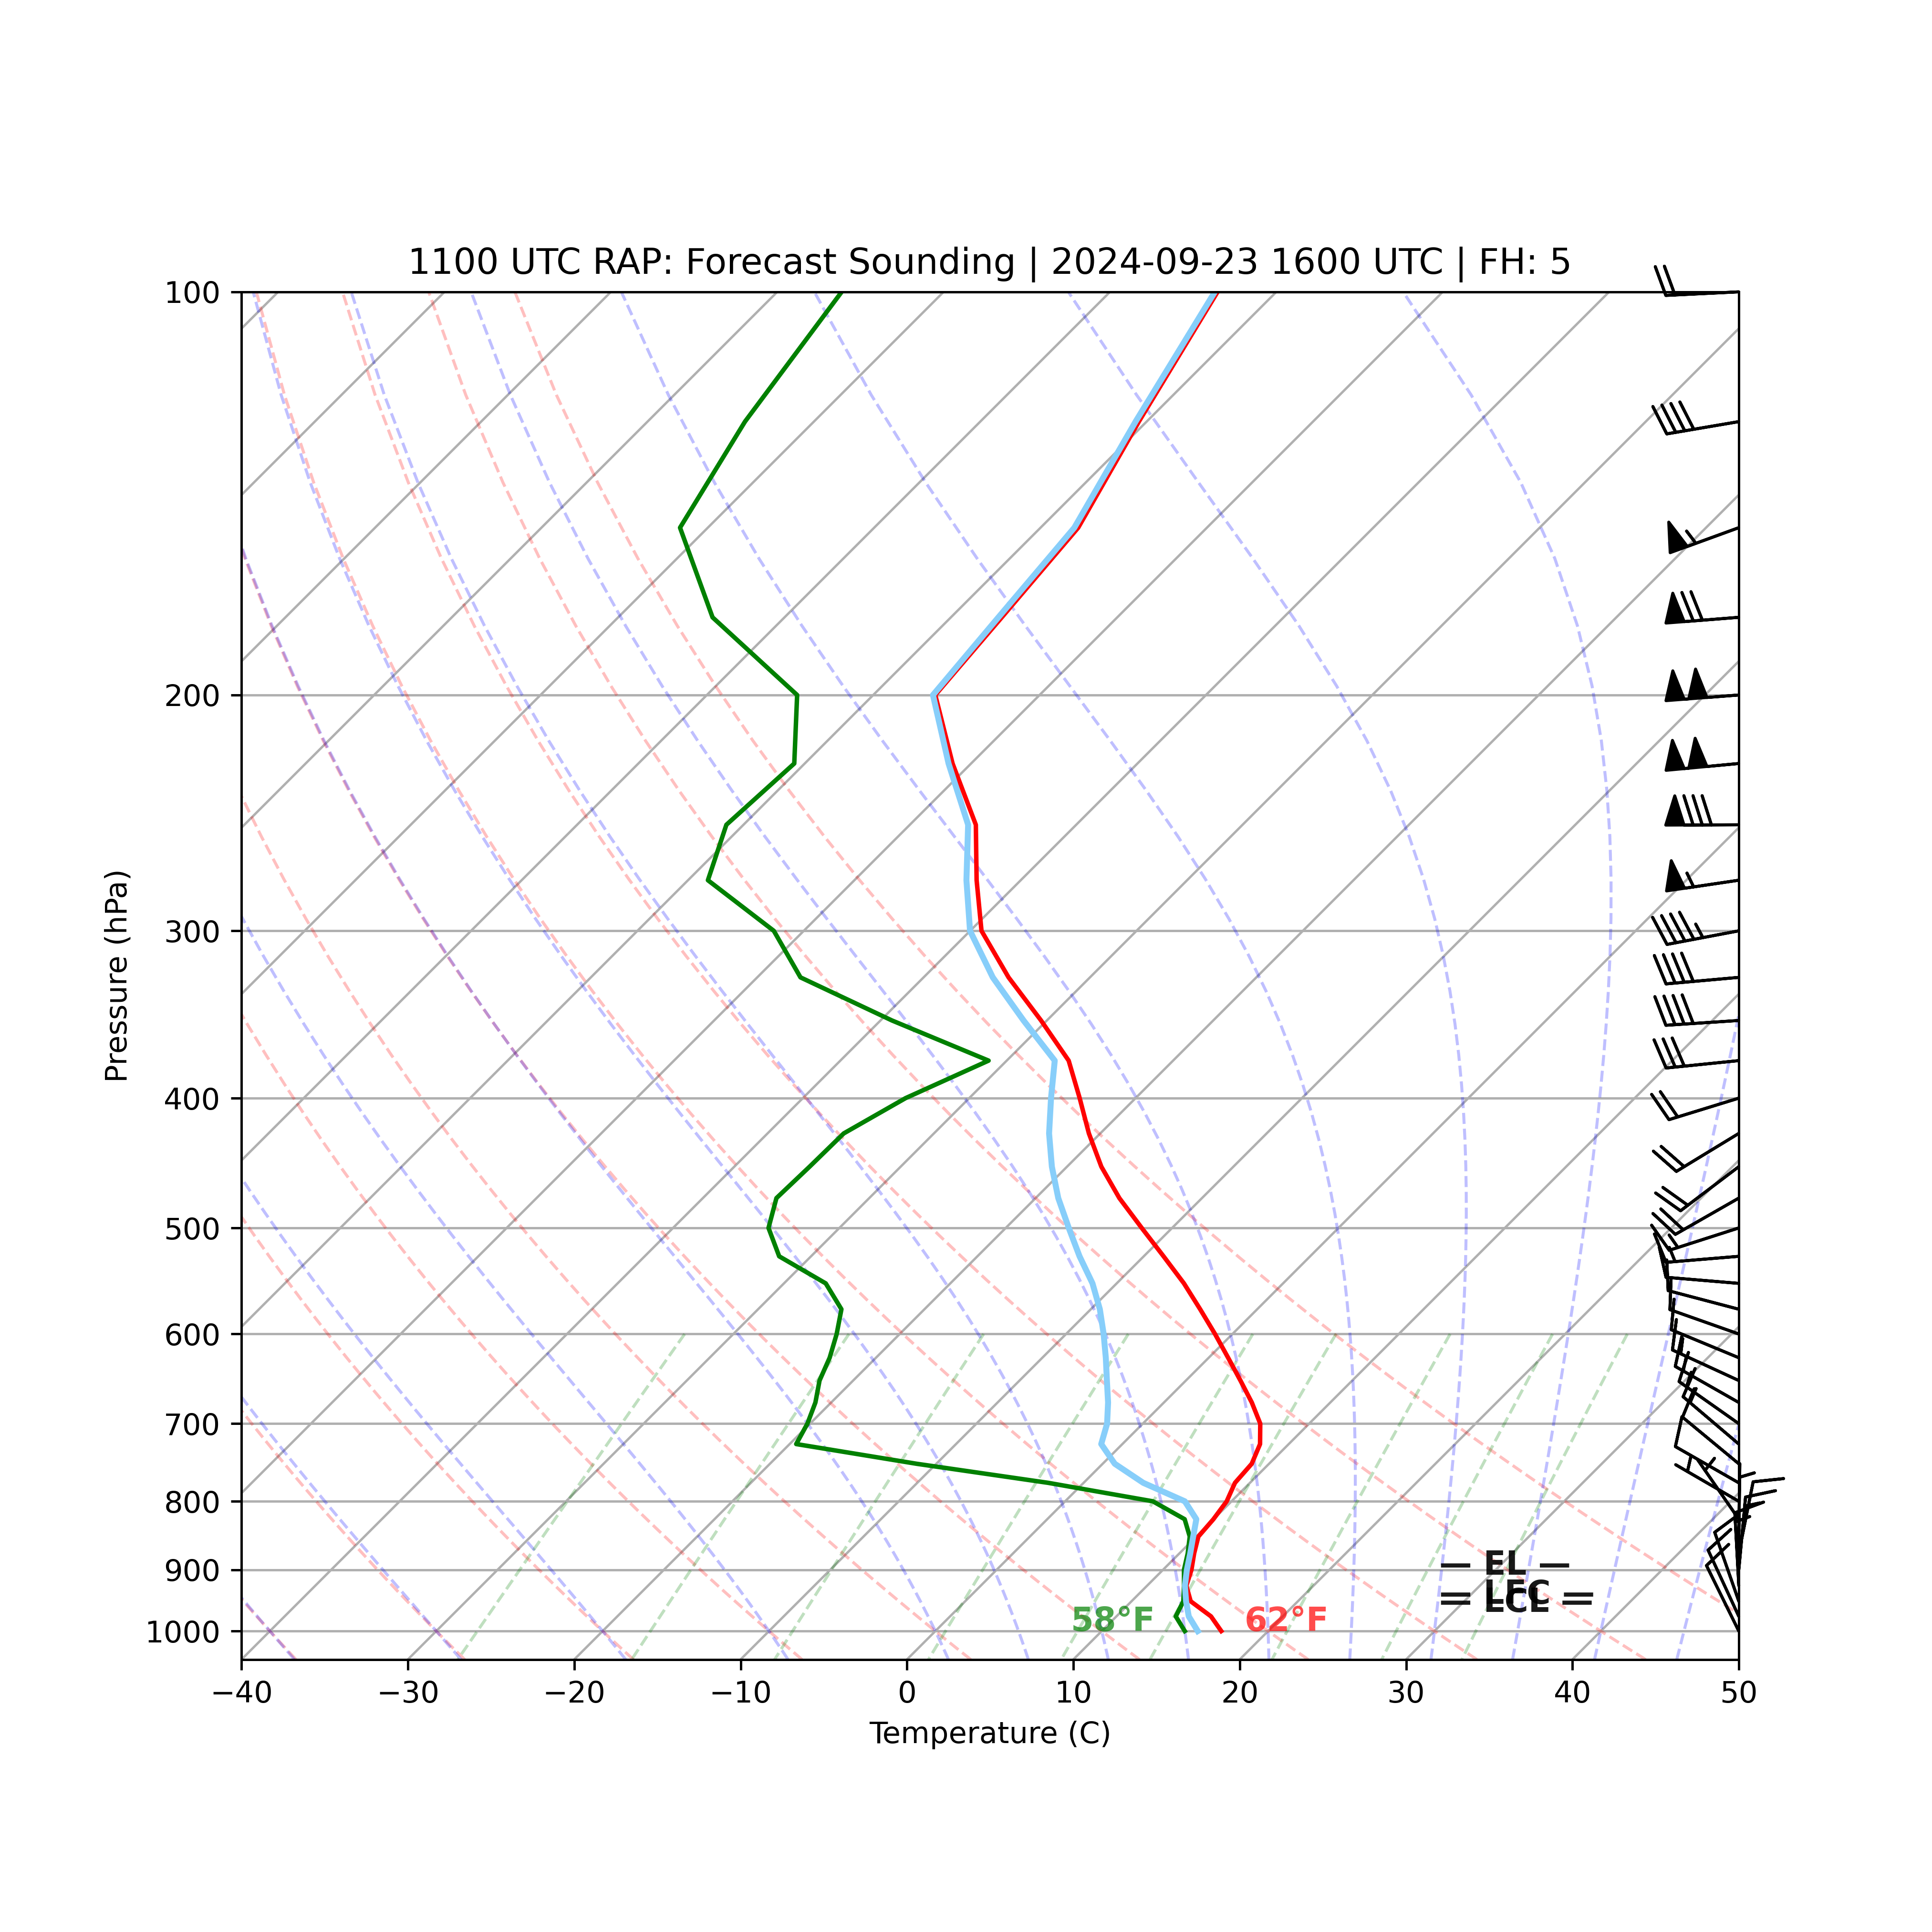 1100 UTC RAP: Forecast Sounding | 2024-09-23 1600 UTC | FH: 5
100
200
300
400
500
600
700
800
900
1000
Pressure (hPa)
— EL —
— LFC —
— LCL —
58°F
62°F
−40 −30 −20 −10 0 10 20 30 40 50
Temperature (C)